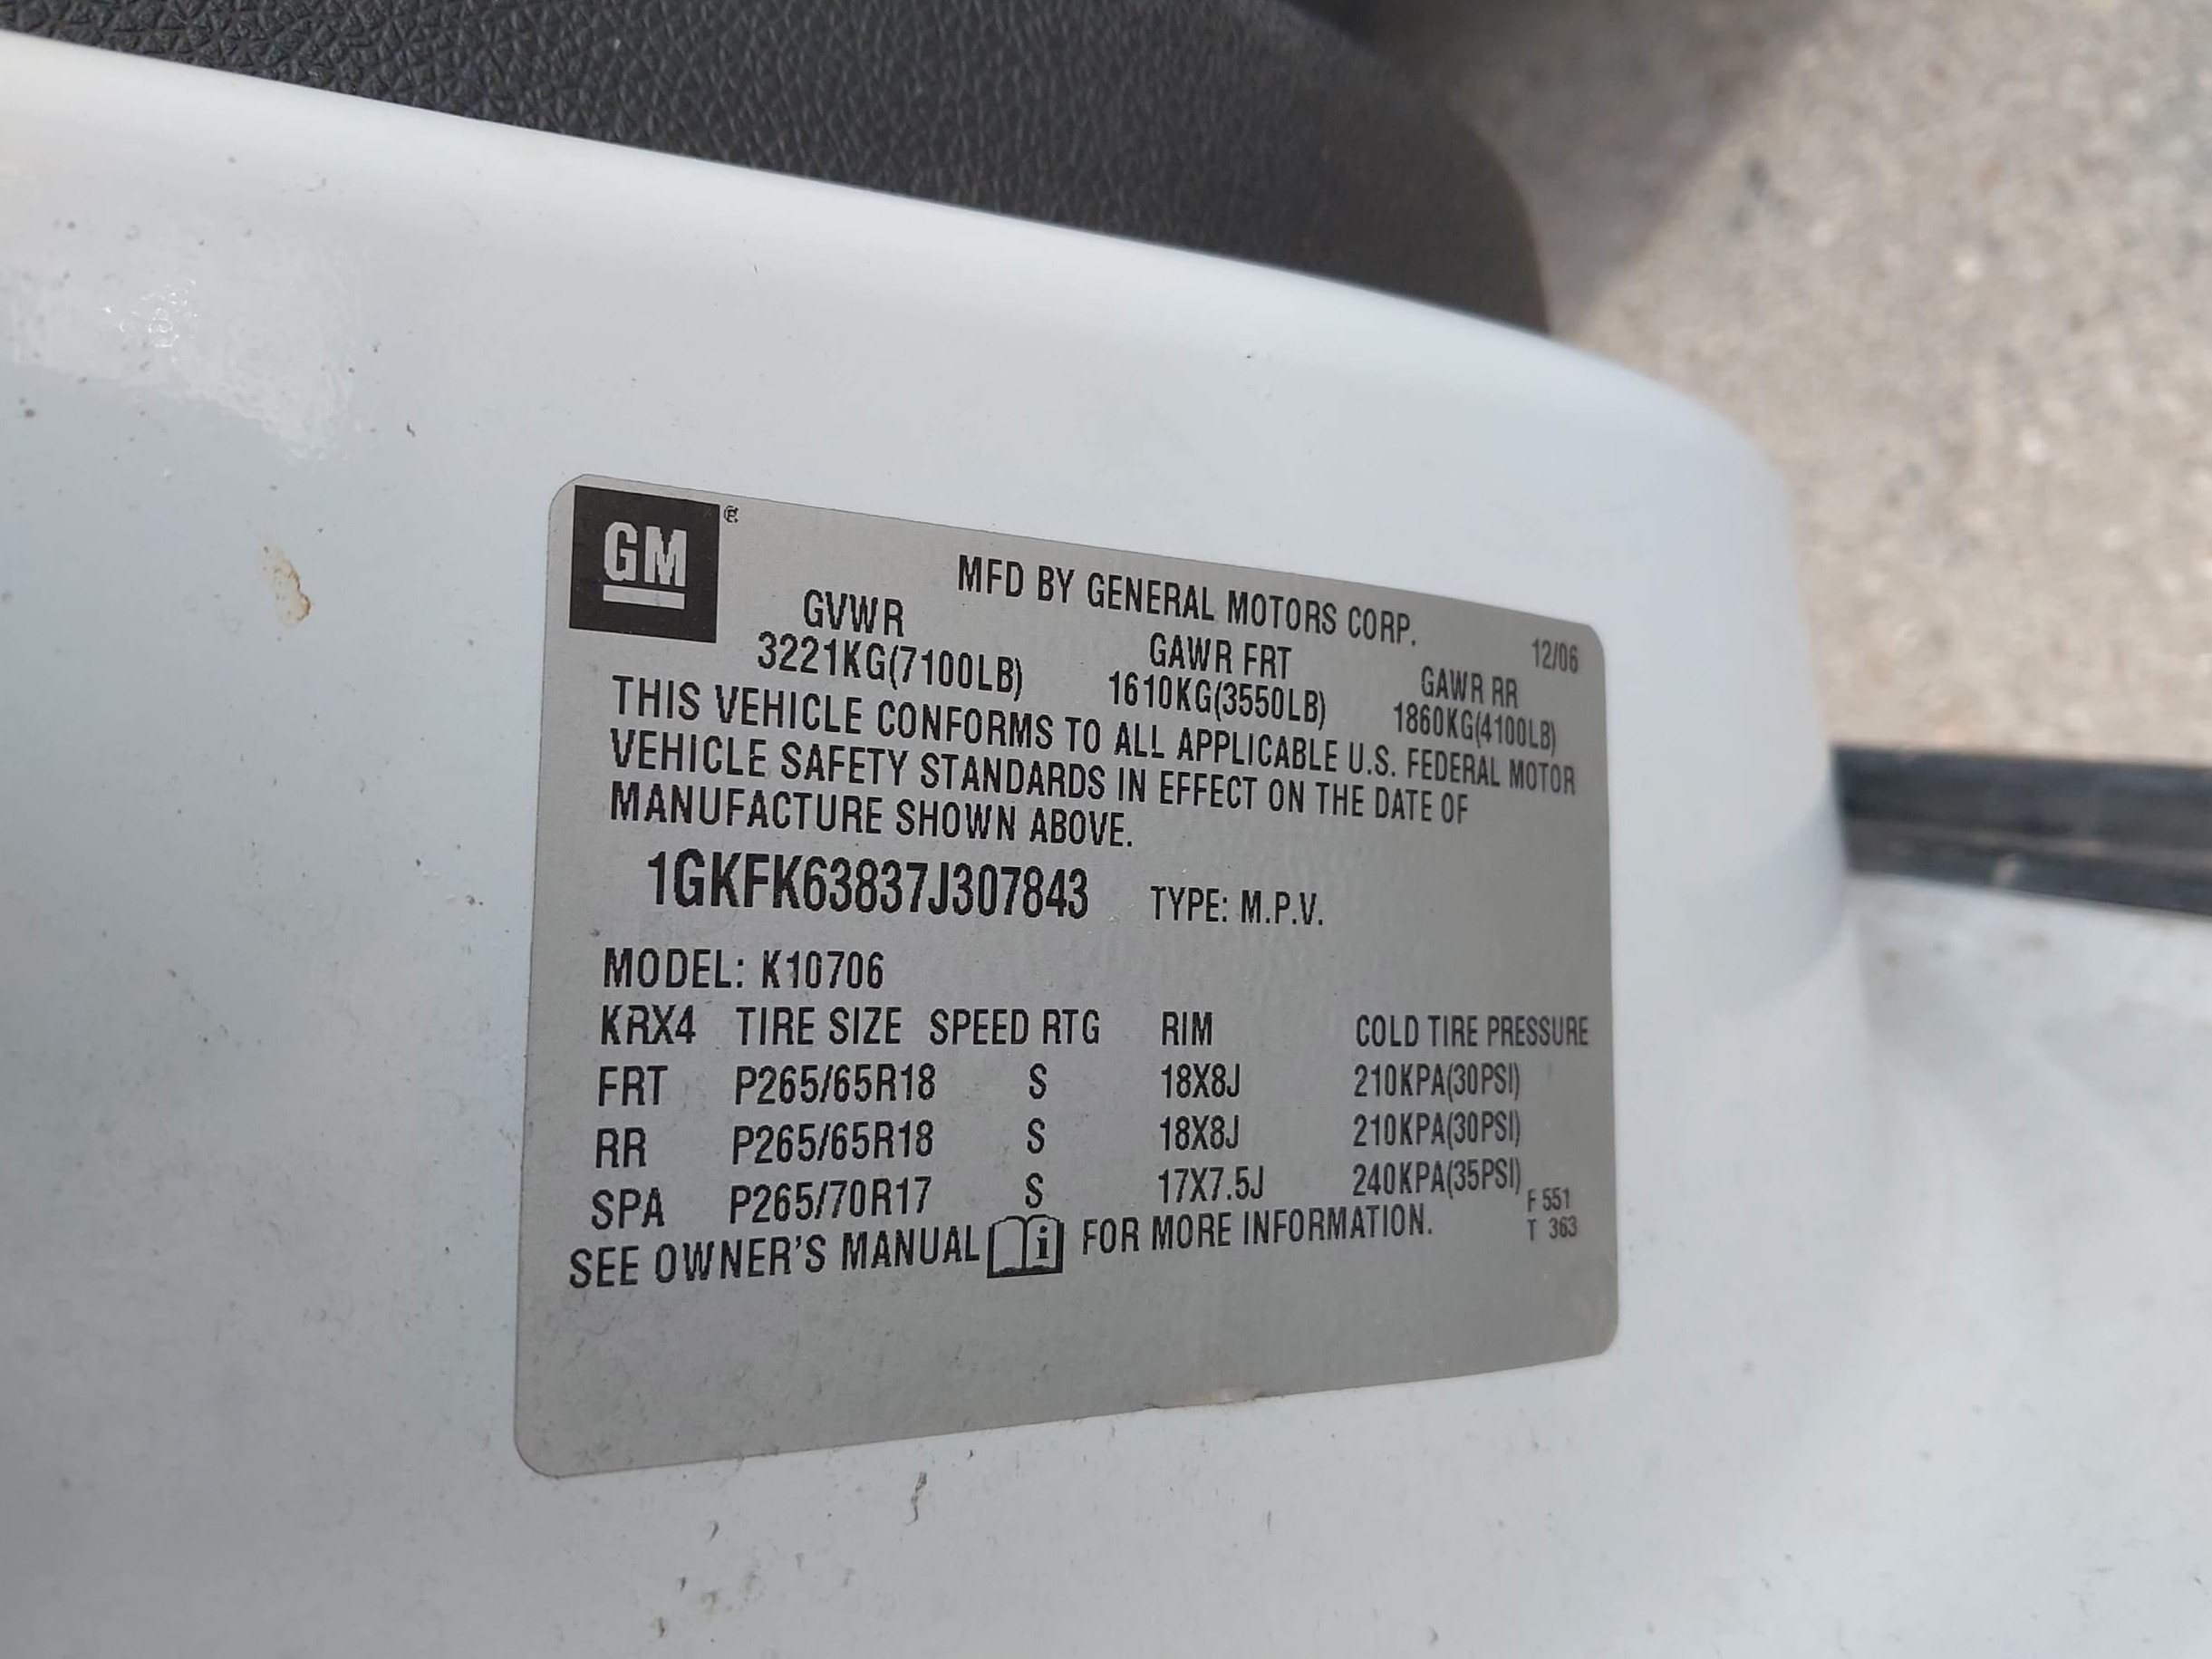 GM
MFD BY GENERAL MOTORS CORP.
12/06
GVWR GAWR FRT GAWR RR
3221KG(7100LB) 1610KG(3550LB) 1860KG(4100LB)
THIS VEHICLE CONFORMS TO ALL APPLICABLE U.S. FEDERAL MOTOR
VEHICLE SAFETY STANDARDS IN EFFECT ON THE DATE OF
MANUFACTURE SHOWN ABOVE.
1GKFK63837J307843 TYPE: M.P.V.
MODEL: K10706
KRX4 TIRE SIZE SPEED RTG RIM COLD TIRE PRESSURE
FRT P265/65R18 S 18X8J 210KPA(30PSI)
RR P265/65R18 S 18X8J 210KPA(30PSI)
SPA P265/70R17 S 17X7.5J 240KPA(35PSI)
F 551
T 363
SEE OWNER'S MANUAL i FOR MORE INFORMATION.